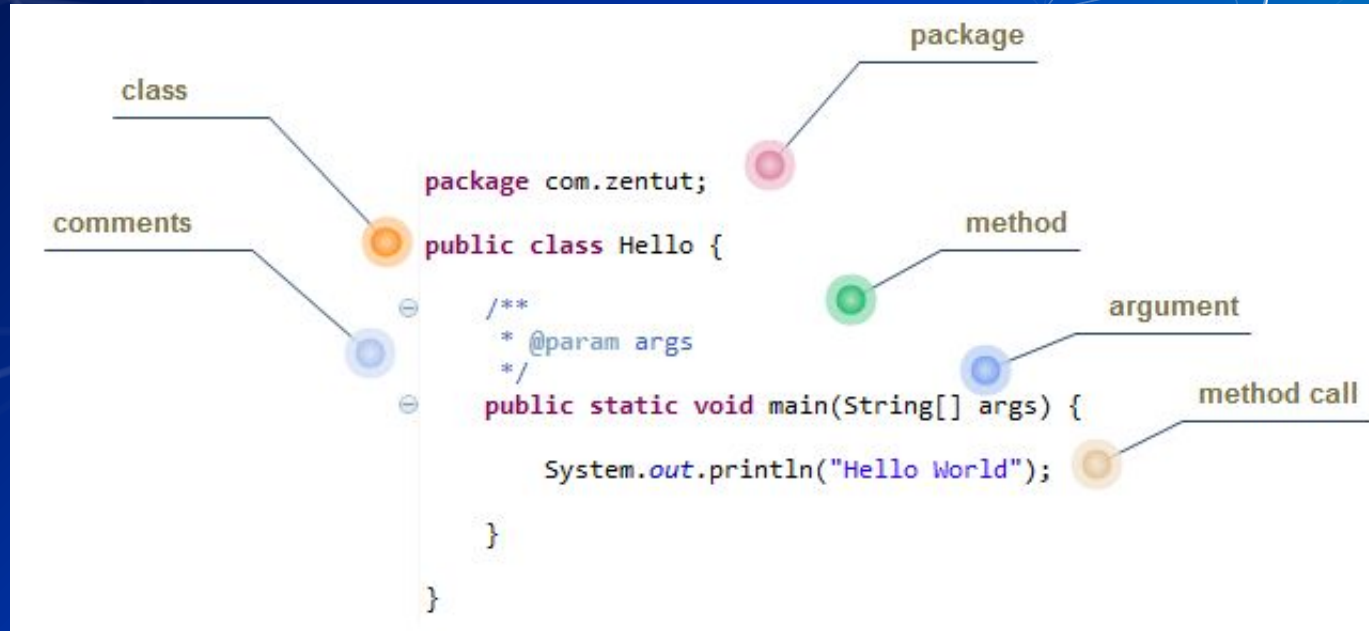 package
class
package com.zentut;
comments
method
public class Hello {
/**
argument
* @param args
*/
method call
public static void main(String[] args) {
System.out.println("Hello World");
}
}